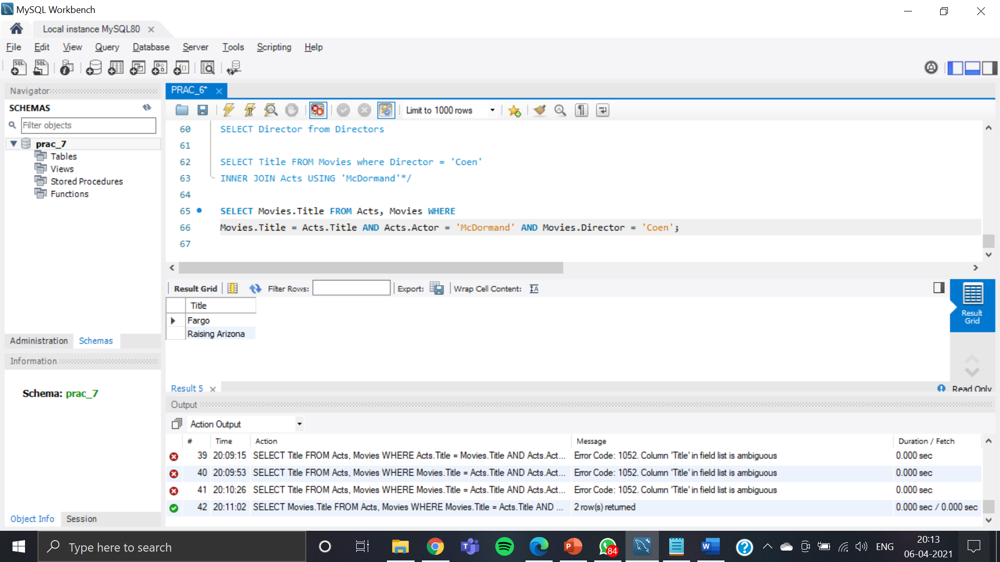 MySQL Workbench
Local instance MySQL80
File Edit View Query Database Server Tools Scripting Help
Navigator
SCHEMAS
Filter objects
prac_7
Tables
Views
Stored Procedures
Functions
Administration Schemas
Information
Schema: prac_7
Object Info Session
PRAC_6*
Limit to 1000 rows
60 SELECT Director from Directors
61
62 SELECT Title FROM Movies where Director = 'Coen'
63 INNER JOIN Acts USING 'McDormand'*/
64
65 SELECT Movies.Title FROM Acts, Movies WHERE
66 Movies.Title = Acts.Title AND Acts.Actor = 'McDormand' AND Movies.Director = 'Coen';
67
Result Grid Filter Rows: Export: Wrap Cell Content:
Title
Fargo
Raising Arizona
Result Grid
Result 5
Read Only
Output
Action Output
# Time Action Message Duration / Fetch
39 20:09:15 SELECT Title FROM Acts, Movies WHERE Acts.Title = Movies.Title AND Acts.Act... Error Code: 1052. Column 'Title' in field list is ambiguous 0.000 sec
40 20:09:53 SELECT Title FROM Acts, Movies WHERE Movies.Title = Acts.Title AND Acts.Act... Error Code: 1052. Column 'Title' in field list is ambiguous 0.000 sec
41 20:10:26 SELECT Title FROM Acts, Movies WHERE Movies.Title = Acts.Title AND Acts.Act... Error Code: 1052. Column 'Title' in field list is ambiguous 0.000 sec
42 20:11:02 SELECT Movies.Title FROM Acts, Movies WHERE Movies.Title = Acts.Title AND ... 2 row(s) returned 0.000 sec / 0.000 sec
Type here to search
84
ENG
20:13
06-04-2021